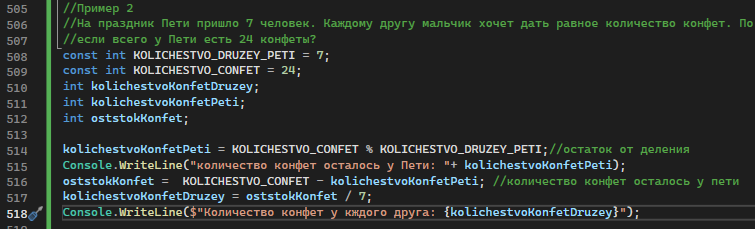 505 //Пример 2
506 //На праздник Пети пришло 7 человек. Каждому другу мальчик хочет дать равное количество конфет. По
507 //если всего у Пети есть 24 конфеты?
508 const int KOLICHESTVO_DRUZEY_PETI = 7;
509 const int KOLICHESTVO_CONFET = 24;
510 int kolichestvoKonfetDruzey;
511 int kolichestvoKonfetPeti;
512 int oststokKonfet;
513
514 kolichestvoKonfetPeti = KOLICHESTVO_CONFET % KOLICHESTVO_DRUZEY_PETI;//остаток от деления
515 Console.WriteLine("количество конфет осталось у Пети: "+ kolichestvoKonfetPeti);
516 oststokKonfet =  KOLICHESTVO_CONFET - kolichestvoKonfetPeti; //количество конфет осталось у пети
517 kolichestvoKonfetDruzey = oststokKonfet / 7;
518 Console.WriteLine($"Количество конфет у кждого друга: {kolichestvoKonfetDruzey}");